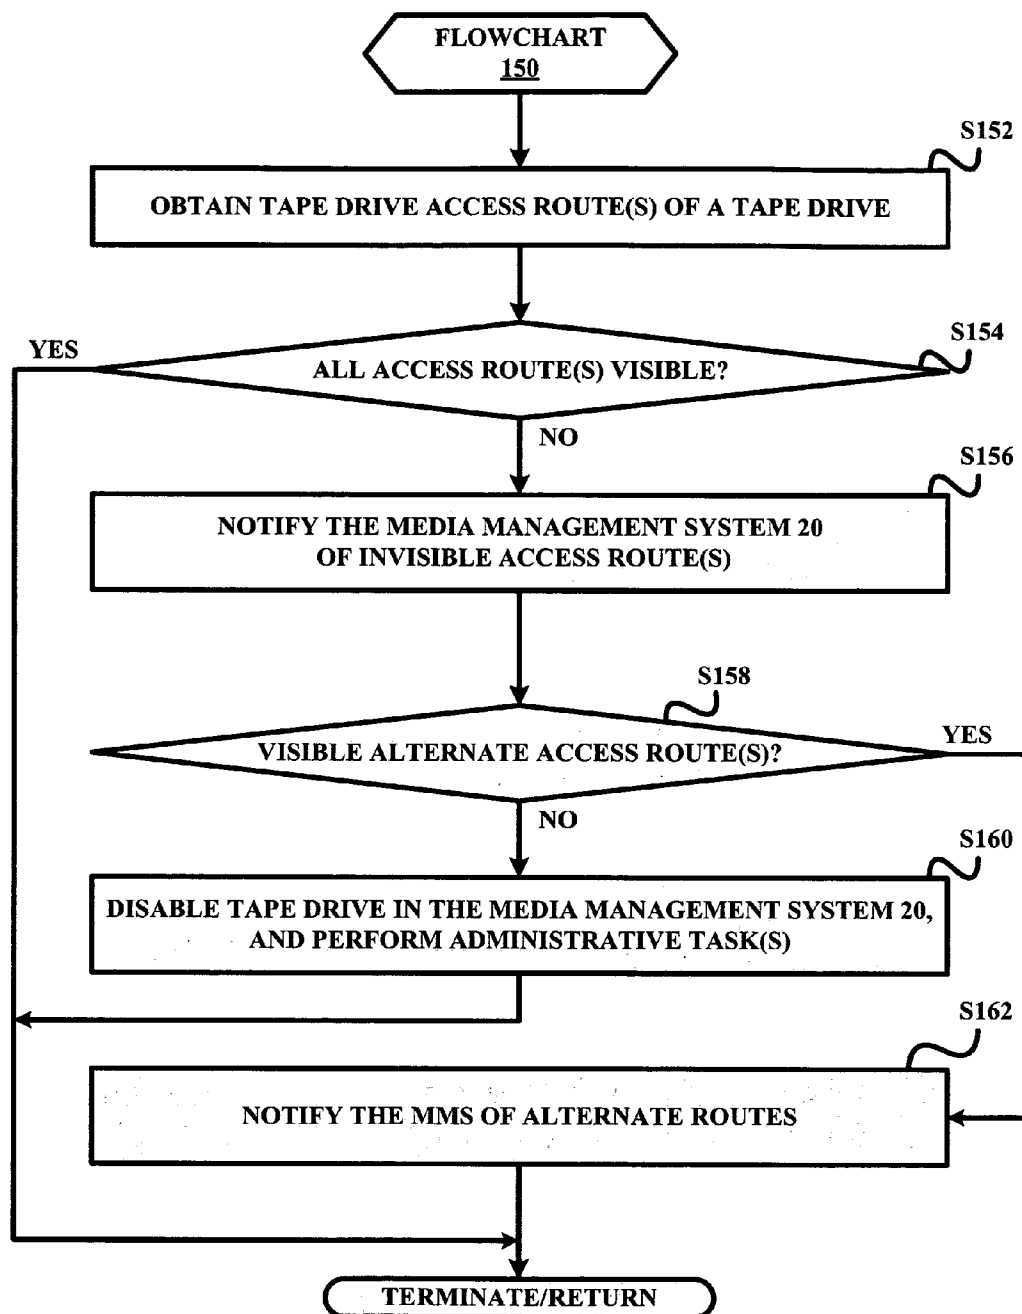 FLOWCHART
150
S152
OBTAIN TAPE DRIVE ACCESS ROUTE(S) OF A TAPE DRIVE
YES
S154
ALL ACCESS ROUTE(S) VISIBLE?
NO
S156
NOTIFY THE MEDIA MANAGEMENT SYSTEM 20
OF INVISIBLE ACCESS ROUTE(S)
S158
VISIBLE ALTERNATE ACCESS ROUTE(S)?
YES
NO
S160
DISABLE TAPE DRIVE IN THE MEDIA MANAGEMENT SYSTEM 20,
AND PERFORM ADMINISTRATIVE TASK(S)
S162
NOTIFY THE MMS OF ALTERNATE ROUTES
TERMINATE/RETURN